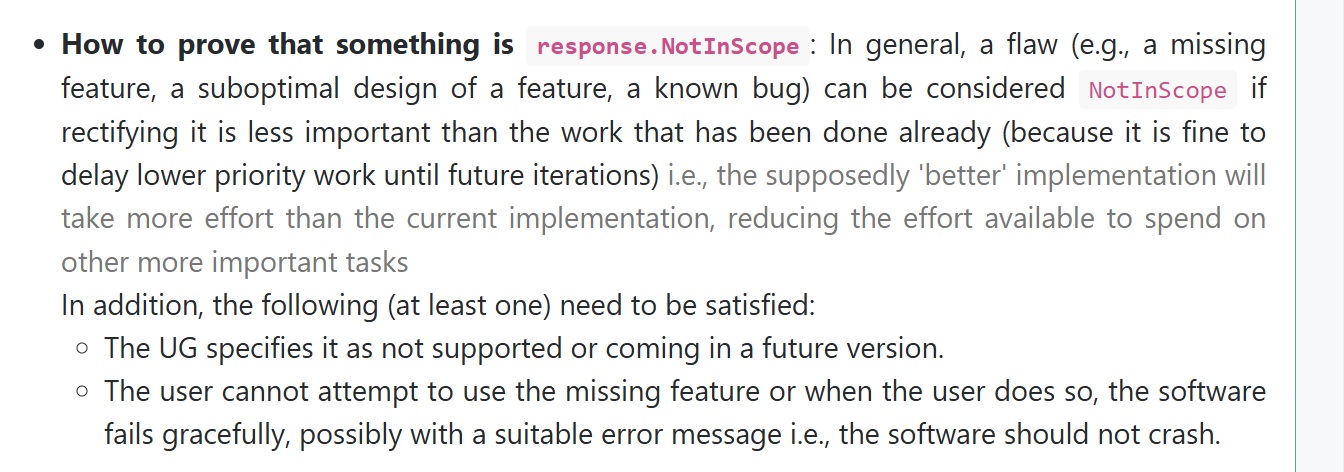 • How to prove that something is response.NotInScope: In general, a flaw (e.g., a missing
feature, a suboptimal design of a feature, a known bug) can be considered NotInScope if
rectifying it is less important than the work that has been done already (because it is fine to
delay lower priority work until future iterations) i.e., the supposedly 'better' implementation will
take more effort than the current implementation, reducing the effort available to spend on
other more important tasks
In addition, the following (at least one) need to be satisfied:
◦ The UG specifies it as not supported or coming in a future version.
◦ The user cannot attempt to use the missing feature or when the user does so, the software
fails gracefully, possibly with a suitable error message i.e., the software should not crash.